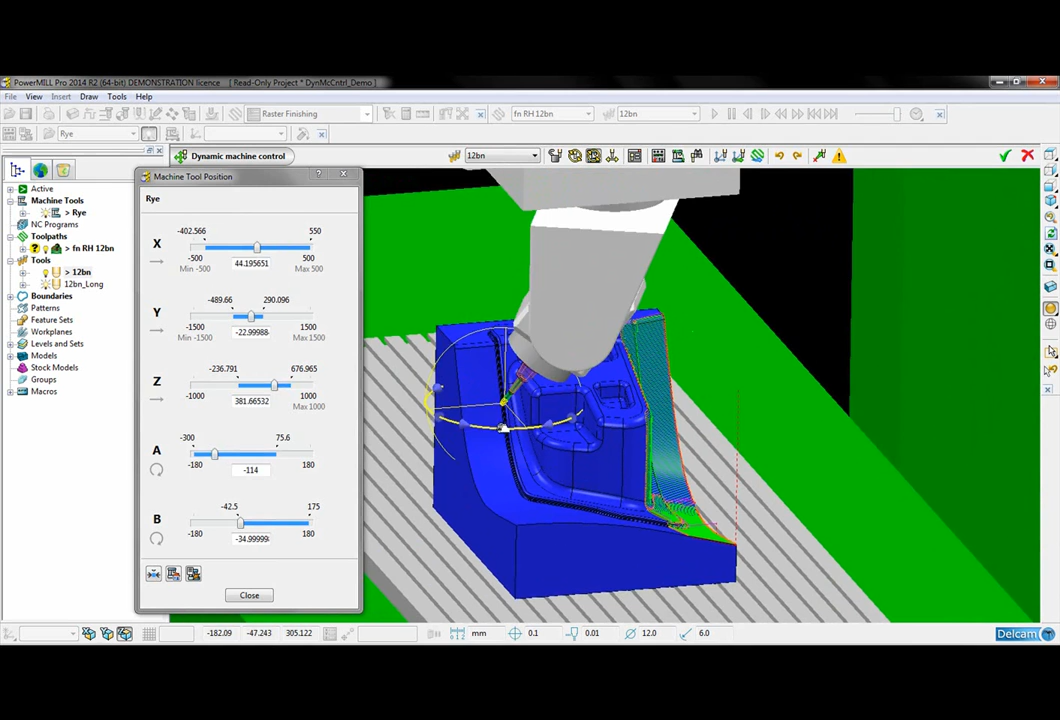 PowerMILL Pro 2014 R2 (64-bit) DEMONSTRATION licence [ Read-Only Project * DynMcCntrl_Demo ]
File View Insert Draw Tools Help
Raster Finishing fn RH 12bn 12bn
Rye
Dynamic machine control 12bn
Machine Tool Position
Rye
Active
Machine Tools
> Rye
NC Programs
Toolpaths
> fn RH 12bn
Tools
> 12bn
12bn_Long
Boundaries
Patterns
Feature Sets
Workplanes
Levels and Sets
Models
Stock Models
Groups
Macros
-402.566 550
X
-500 500
Min -500 44.195651 Max 500
-489.66 290.096
Y
-1500 1500
Min -1500 -22.99988 Max 1500
-236.791 676.965
Z
-1000 1000
381.66532 Max 1000
-300 75.6
A
-180 180
-114
-42.5 175
B
-180 180
-34.99999
Close
-182.09 -47.243 305.122 mm 0.1 0.01 12.0 6.0
Delcam